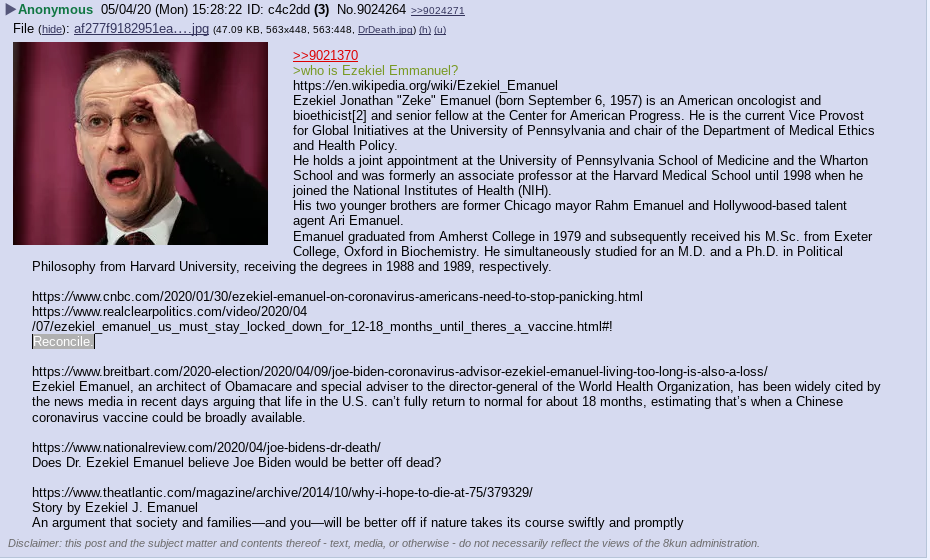 ▶Anonymous 05/04/20 (Mon) 15:28:22 ID: c4c2dd (3) No.9024264 >>9024271
File (hide): af277f9182951ea….jpg (47.09 KB, 563x448, 563:448, DrDeath.jpg) (h) (u)
>>9021370
>who is Ezekiel Emmanuel?
https://en.wikipedia.org/wiki/Ezekiel_Emanuel
Ezekiel Jonathan "Zeke" Emanuel (born September 6, 1957) is an American oncologist and
bioethicist[2] and senior fellow at the Center for American Progress. He is the current Vice Provost
for Global Initiatives at the University of Pennsylvania and chair of the Department of Medical Ethics
and Health Policy.
He holds a joint appointment at the University of Pennsylvania School of Medicine and the Wharton
School and was formerly an associate professor at the Harvard Medical School until 1998 when he
joined the National Institutes of Health (NIH).
His two younger brothers are former Chicago mayor Rahm Emanuel and Hollywood-based talent
agent Ari Emanuel.
Emanuel graduated from Amherst College in 1979 and subsequently received his M.Sc. from Exeter
College, Oxford in Biochemistry. He simultaneously studied for an M.D. and a Ph.D. in Political
Philosophy from Harvard University, receiving the degrees in 1988 and 1989, respectively.
https://www.cnbc.com/2020/01/30/ezekiel-emanuel-on-coronavirus-americans-need-to-stop-panicking.html
https://www.realclearpolitics.com/video/2020/04
/07/ezekiel_emanuel_us_must_stay_locked_down_for_12-18_months_until_theres_a_vaccine.html#!
Reconcile.
https://www.breitbart.com/2020-election/2020/04/09/joe-biden-coronavirus-advisor-ezekiel-emanuel-living-too-long-is-also-a-loss/
Ezekiel Emanuel, an architect of Obamacare and special adviser to the director-general of the World Health Organization, has been widely cited by
the news media in recent days arguing that life in the U.S. can’t fully return to normal for about 18 months, estimating that’s when a Chinese
coronavirus vaccine could be broadly available.
https://www.nationalreview.com/2020/04/joe-bidens-dr-death/
Does Dr. Ezekiel Emanuel believe Joe Biden would be better off dead?
https://www.theatlantic.com/magazine/archive/2014/10/why-i-hope-to-die-at-75/379329/
Story by Ezekiel J. Emanuel
An argument that society and families—and you—will be better off if nature takes its course swiftly and promptly
Disclaimer: this post and the subject matter and contents thereof - text, media, or otherwise - do not necessarily reflect the views of the 8kun administration.